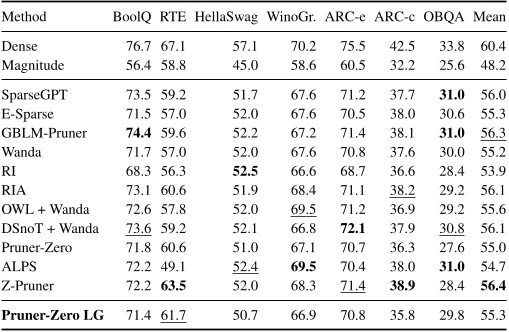 Method BoolQ RTE HellaSwag WinoGr. ARC-e ARC-c OBQA Mean
Dense 76.7 67.1 57.1 70.2 75.5 42.5 33.8 60.4
Magnitude 56.4 58.8 45.0 58.6 60.5 32.2 25.6 48.2
SparseGPT 73.5 59.2 51.7 67.6 71.2 37.7 31.0 56.0
E-Sparse 71.5 57.0 52.0 67.6 70.5 38.0 30.6 55.3
GBLM-Pruner 74.4 59.6 52.2 67.2 71.4 38.1 31.0 56.3
Wanda 71.7 57.0 52.0 67.6 70.8 37.6 30.0 55.2
RI 68.3 56.3 52.5 66.6 68.7 36.6 28.4 53.9
RIA 73.1 60.6 51.9 68.4 71.1 38.2 29.2 56.1
OWL + Wanda 72.6 57.8 52.0 69.5 71.2 36.9 29.2 55.6
DSnoT + Wanda 73.6 59.2 52.1 66.8 72.1 37.9 30.8 56.1
Pruner-Zero 71.8 60.6 51.0 67.1 70.7 36.3 27.6 55.0
ALPS 72.2 49.1 52.4 69.5 70.4 38.0 31.0 54.7
Z-Pruner 72.2 63.5 52.0 68.3 71.4 38.9 28.4 56.4
Pruner-Zero LG 71.4 61.7 50.7 66.9 70.8 35.8 29.8 55.3